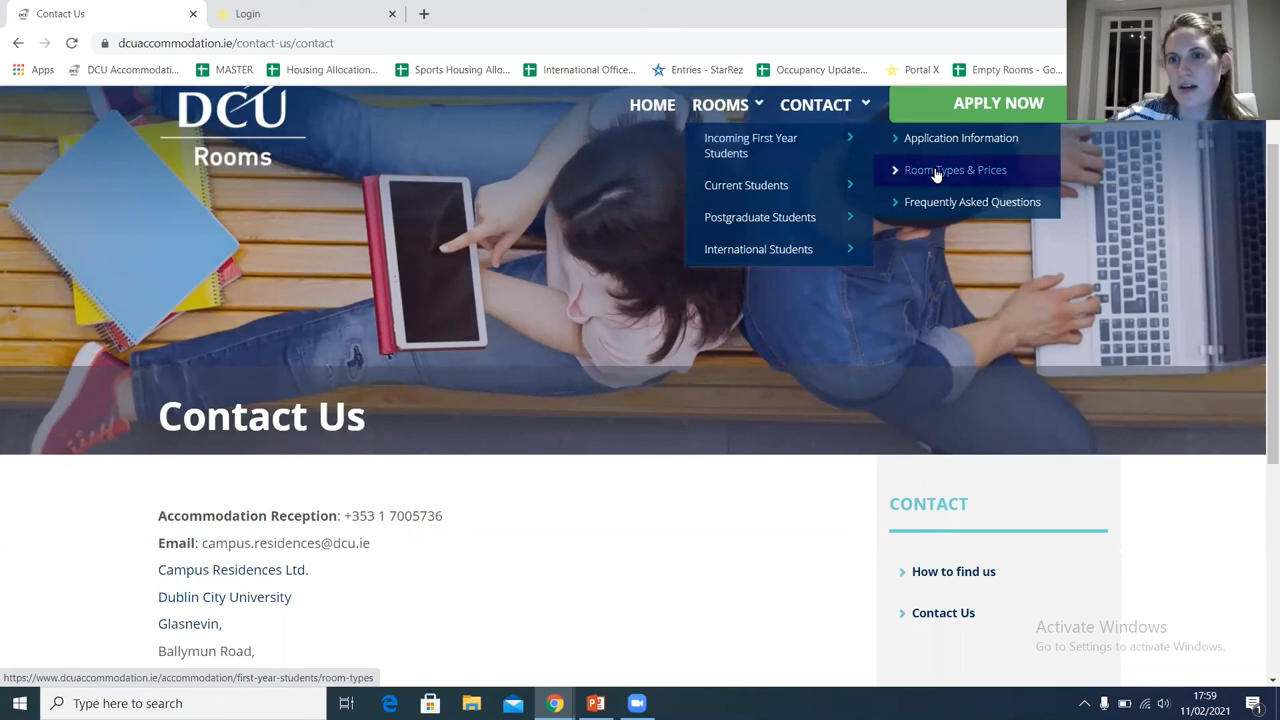 Contact Us
Login
dcuaccommodation.ie/contact-us/contact
Apps
DCU Accommodati...
MASTER
Housing Allocation...
Sports Housing Allo...
International Office...
Entries - StarRez
Occupancy Update...
Portal X
Empty Rooms - Go...
DCU
Rooms
HOME
ROOMS
CONTACT
APPLY NOW
Incoming First Year
Students
Current Students
Postgraduate Students
International Students
Application Information
Room Types & Prices
Frequently Asked Questions
Contact Us
Accommodation Reception: +353 1 7005736
Email: campus.residences@dcu.ie
Campus Residences Ltd.
Dublin City University
Glasnevin,
Ballymun Road,
CONTACT
How to find us
Contact Us
Activate Windows
Go to Settings to activate Windows.
https://www.dcuaccommodation.ie/accommodation/first-year-students/room-types
Type here to search
17:59
11/02/2021
1